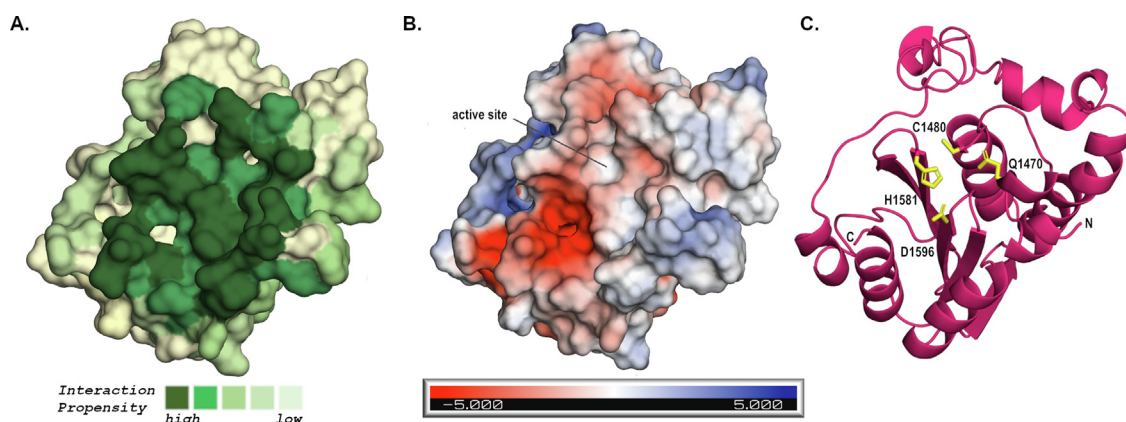 A.
Interaction
Propensity
high low
B.
active site
-5.000 5.000
C.
C1480
Q1470
H1581
N
C
D1596